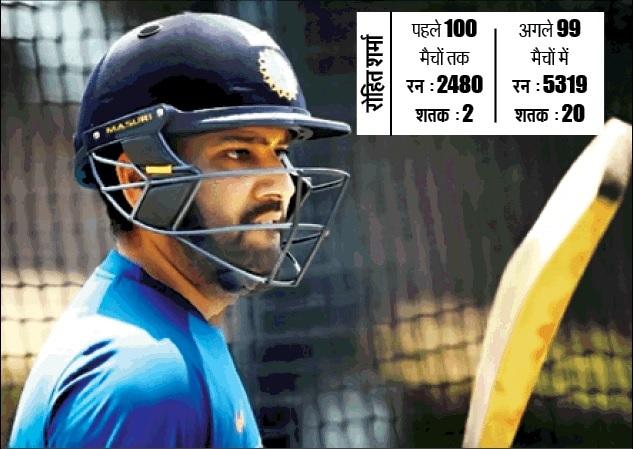 रोहित शर्मा
पहले 100
मैचों तक
रन : 2480
शतक : 2
अगले 99
मैचों में
रन : 5319
शतक : 20
MASURI